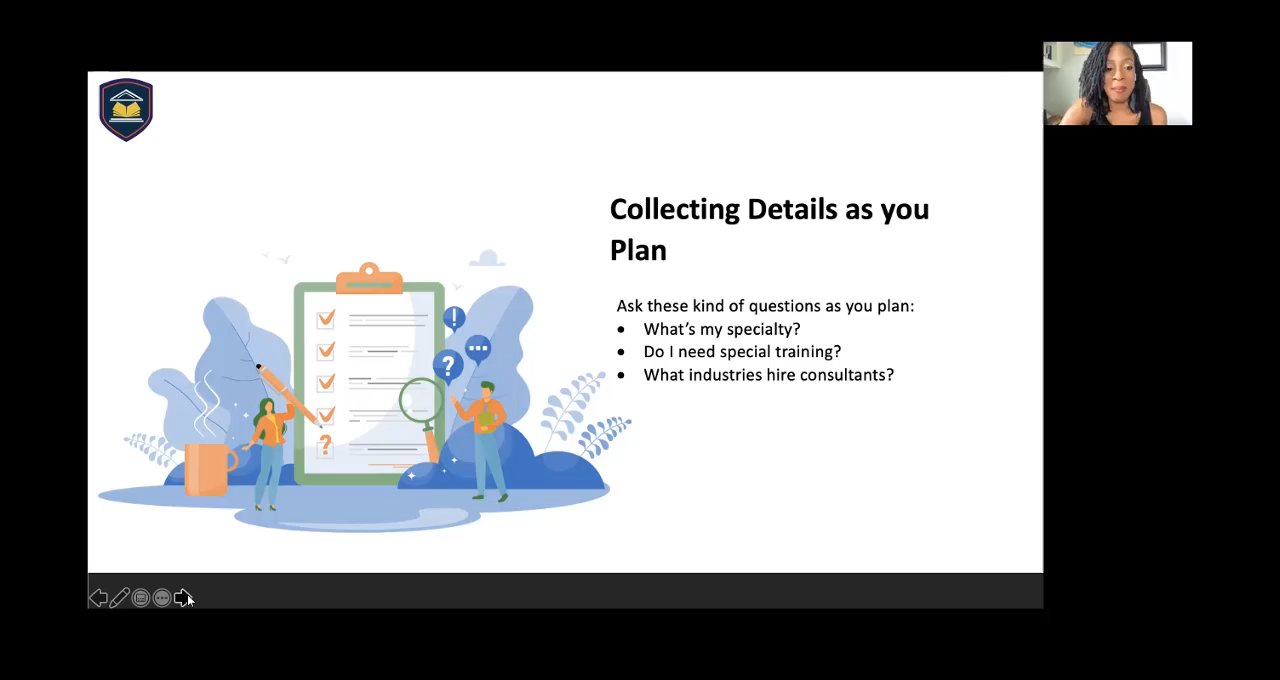 Collecting Details as you
Plan
Ask these kind of questions as you plan:
• What's my specialty?
• Do I need special training?
• What industries hire consultants?